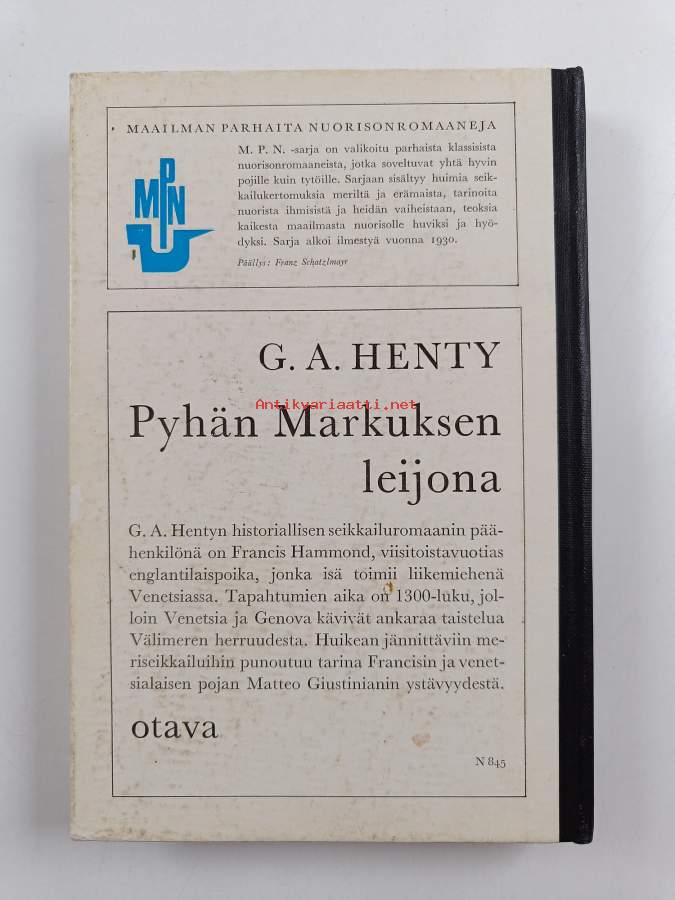 MAAILMAN PARHAITA NUORISONROMAANEJA
MPN
M. P. N. -sarja on valikoitu parhaista klassisista
nuorisonromaaneista, jotka soveltuvat yhtä hyvin
pojille kuin tytöille. Sarjaan sisältyy huimia seik-
kailukertomuksia meriltä ja erämaista, tarinoita
nuorista ihmisistä ja heidän vaiheistaan, teoksia
kaikesta maailmasta nuorisolle huviksi ja hyö-
dyksi. Sarja alkoi ilmestyä vuonna 1930.
Päällys: Franz Schatzlmayr
G. A. HENTY
Antikvariaatti.net
Pyhän Markuksen
leijona
G. A. Hentyn historiallisen seikkailuromaanin pää-
henkilönä on Francis Hammond, viisitoistavuotias
englantilaispoika, jonka isä toimii liikemiehenä
Venetsiassa. Tapahtumien aika on 1300-luku, jol-
loin Venetsia ja Genova kävivät ankaraa taistelua
Välimeren herruudesta. Huikean jännittäviin me-
riseikkailuihin punoutuu tarina Francisin ja venet-
sialaisen pojan Matteo Giustinianin ystävyydestä.
otava
N 845